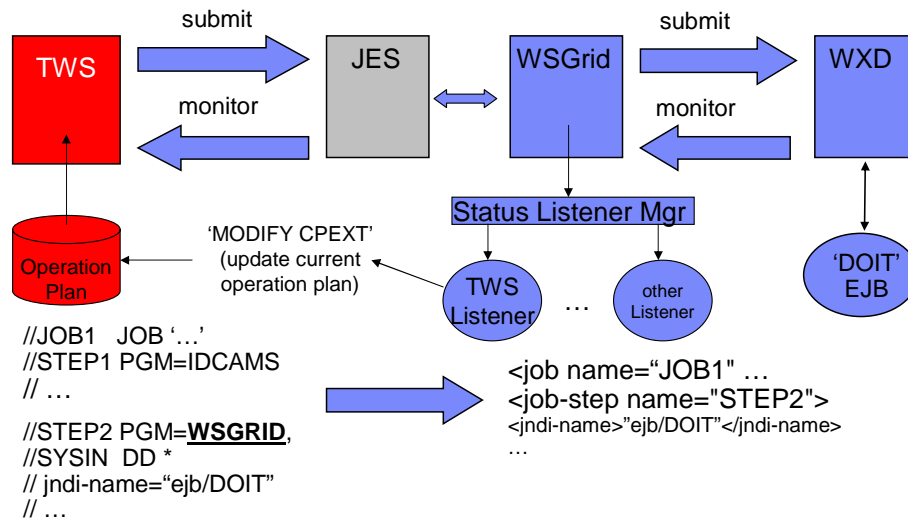 submit
submit
TWS
JES
WSGrid
WXD
monitor
monitor
Status Listener Mgr
‘MODIFY CPEXT’
(update current
operation plan)
Operation
Plan
TWS
Listener
…
other
Listener
‘DOIT’
EJB
//JOB1 JOB ‘…’
//STEP1 PGM=IDCAMS
// …
//STEP2 PGM=WSGRID,
//SYSIN DD *
// jndi-name=“ejb/DOIT”
// …
<job name=“JOB1" …
<job-step name="STEP2">
<jndi-name>”ejb/DOIT”</jndi-name>
…